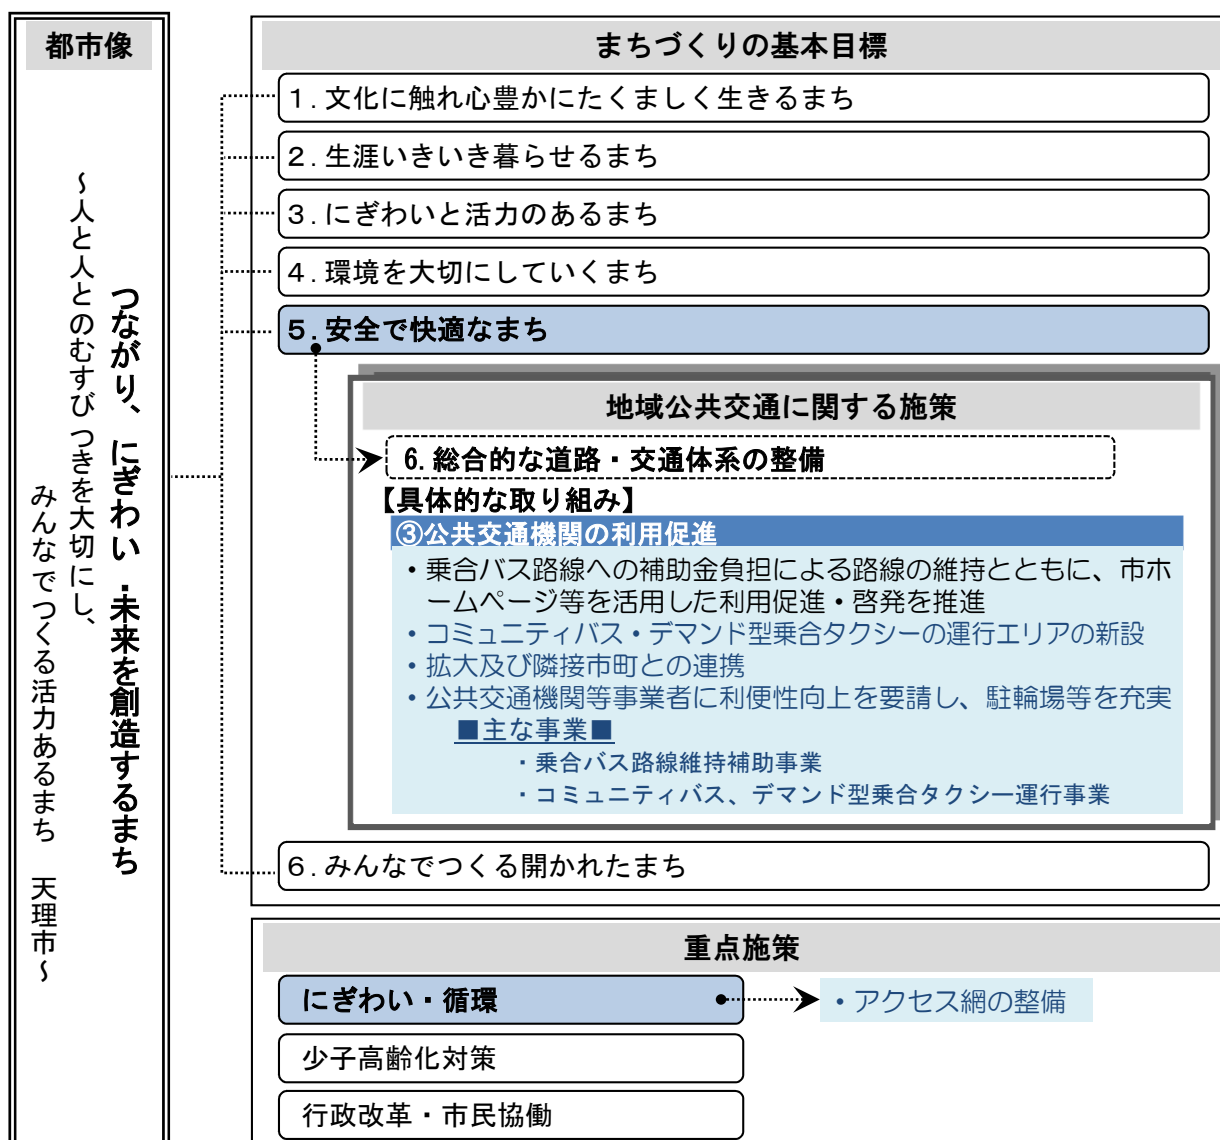 都市像
つながり、にぎわい・未来を創造するまち
～人と人とのむすびつきを大切にし、
みんなでつくる活力あるまち　天理市～
まちづくりの基本目標
１.文化に触れ心豊かにたくましく生きるまち
２.生涯いきいき暮らせるまち
３.にぎわいと活力のあるまち
４.環境を大切にしていくまち
５.安全で快適なまち
地域公共交通に関する施策
6.総合的な道路・交通体系の整備
【具体的な取り組み】
③公共交通機関の利用促進
・乗合バス路線への補助金負担による路線の維持とともに、市ホ
ームページ等を活用した利用促進・啓発を推進
・コミュニティバス・デマンド型乗合タクシーの運行エリアの新設
・拡大及び隣接市町との連携
・公共交通機関等事業者に利便性向上を要請し、駐輪場等を充実
■主な事業■
・乗合バス路線維持補助事業
・コミュニティバス、デマンド型乗合タクシー運行事業
６.みんなでつくる開かれたまち
重点施策
にぎわい・循環
・アクセス網の整備
少子高齢化対策
行政改革・市民協働